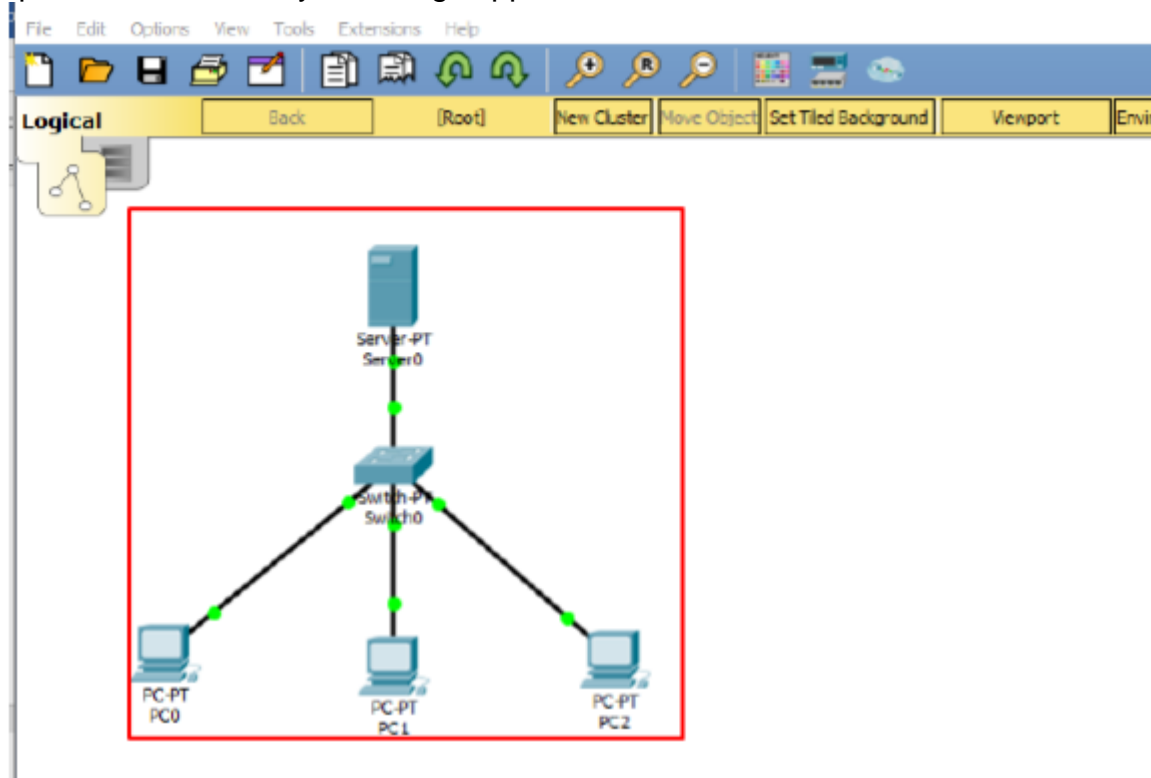 File Edit Options View Tools Extensions Help
Logical Back [Root] New Cluster Move Object Set Tiled Background Viewport
R
Server-PT
Server0
Switch-PT
Switch0
PC-PT
PC0
PC-PT
PC1
PC-PT
PC2